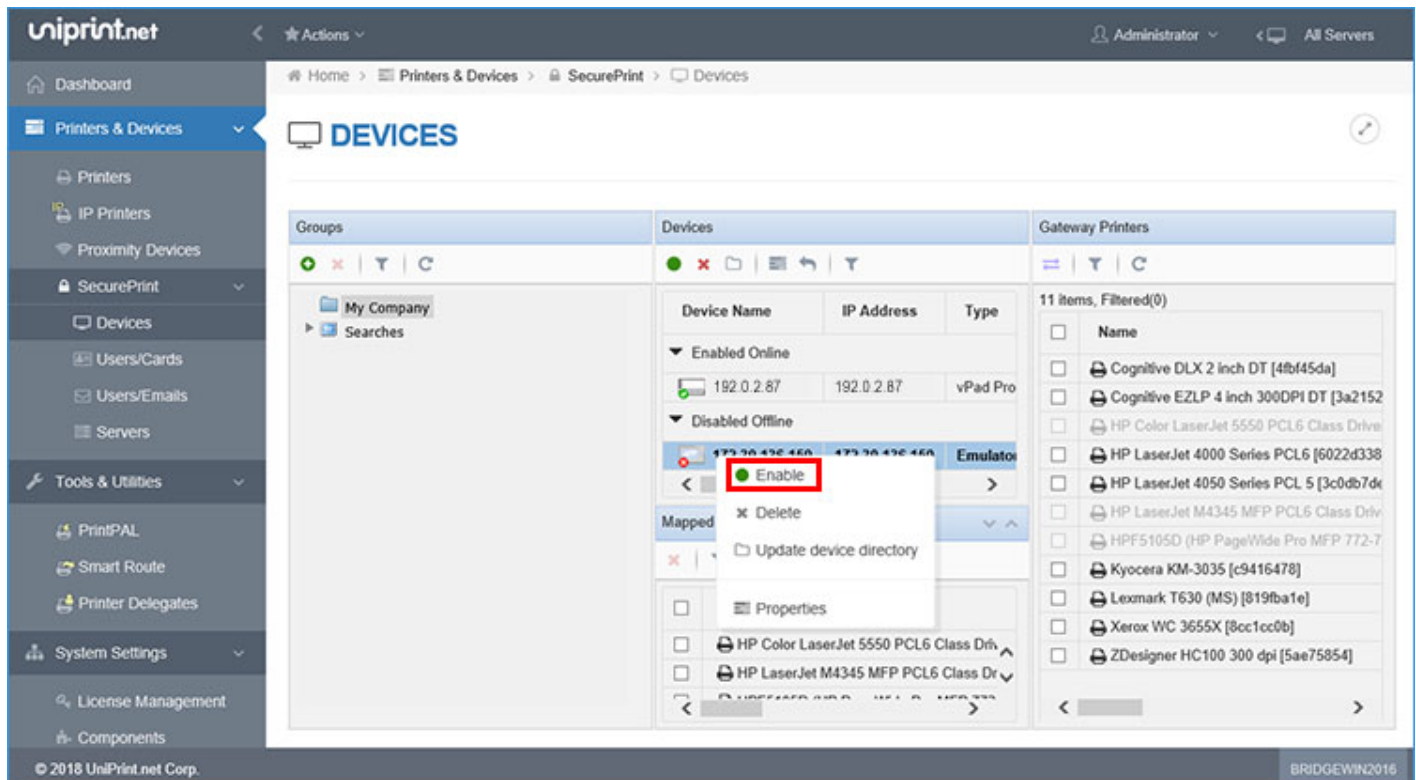 uniprint.net
Actions
Administrator
All Servers
Home > Printers & Devices > SecurePrint > Devices
Dashboard
Printers & Devices
Printers
IP Printers
Proximity Devices
SecurePrint
Devices
Users/Cards
Users/Emails
Servers
Tools & Utilities
PrintPAL
Smart Route
Printer Delegates
System Settings
License Management
Components
DEVICES
Groups
My Company
Searches
Devices
Device Name IP Address Type
Enabled Online
192.0.2.87 192.0.2.87 vPad Pro
Disabled Offline
Emulator
Enable
Delete
Update device directory
Properties
Mapped
HP Color LaserJet 5550 PCL6 Class Driv
HP LaserJet M4345 MFP PCL6 Class Dr
Gateway Printers
11 items, Filtered(0)
Name
Cognitive DLX 2 inch DT [4fbf45da]
Cognitive EZLP 4 inch 300DPI DT [3a2152
HP Color LaserJet 5550 PCL6 Class Drive
HP LaserJet 4000 Series PCL6 [6022d338
HP LaserJet 4050 Series PCL 5 [3c0db7de
HP LaserJet M4345 MFP PCL6 Class Driv
HPF5105D (HP PageWide Pro MFP 772-7
Kyocera KM-3035 [c9416478]
Lexmark T630 (MS) [819fba1e]
Xerox WC 3655X [8cc1cc0b]
ZDesigner HC100 300 dpi [5ae75854]
© 2018 UniPrint.net Corp.
BRIDGEWIN2016